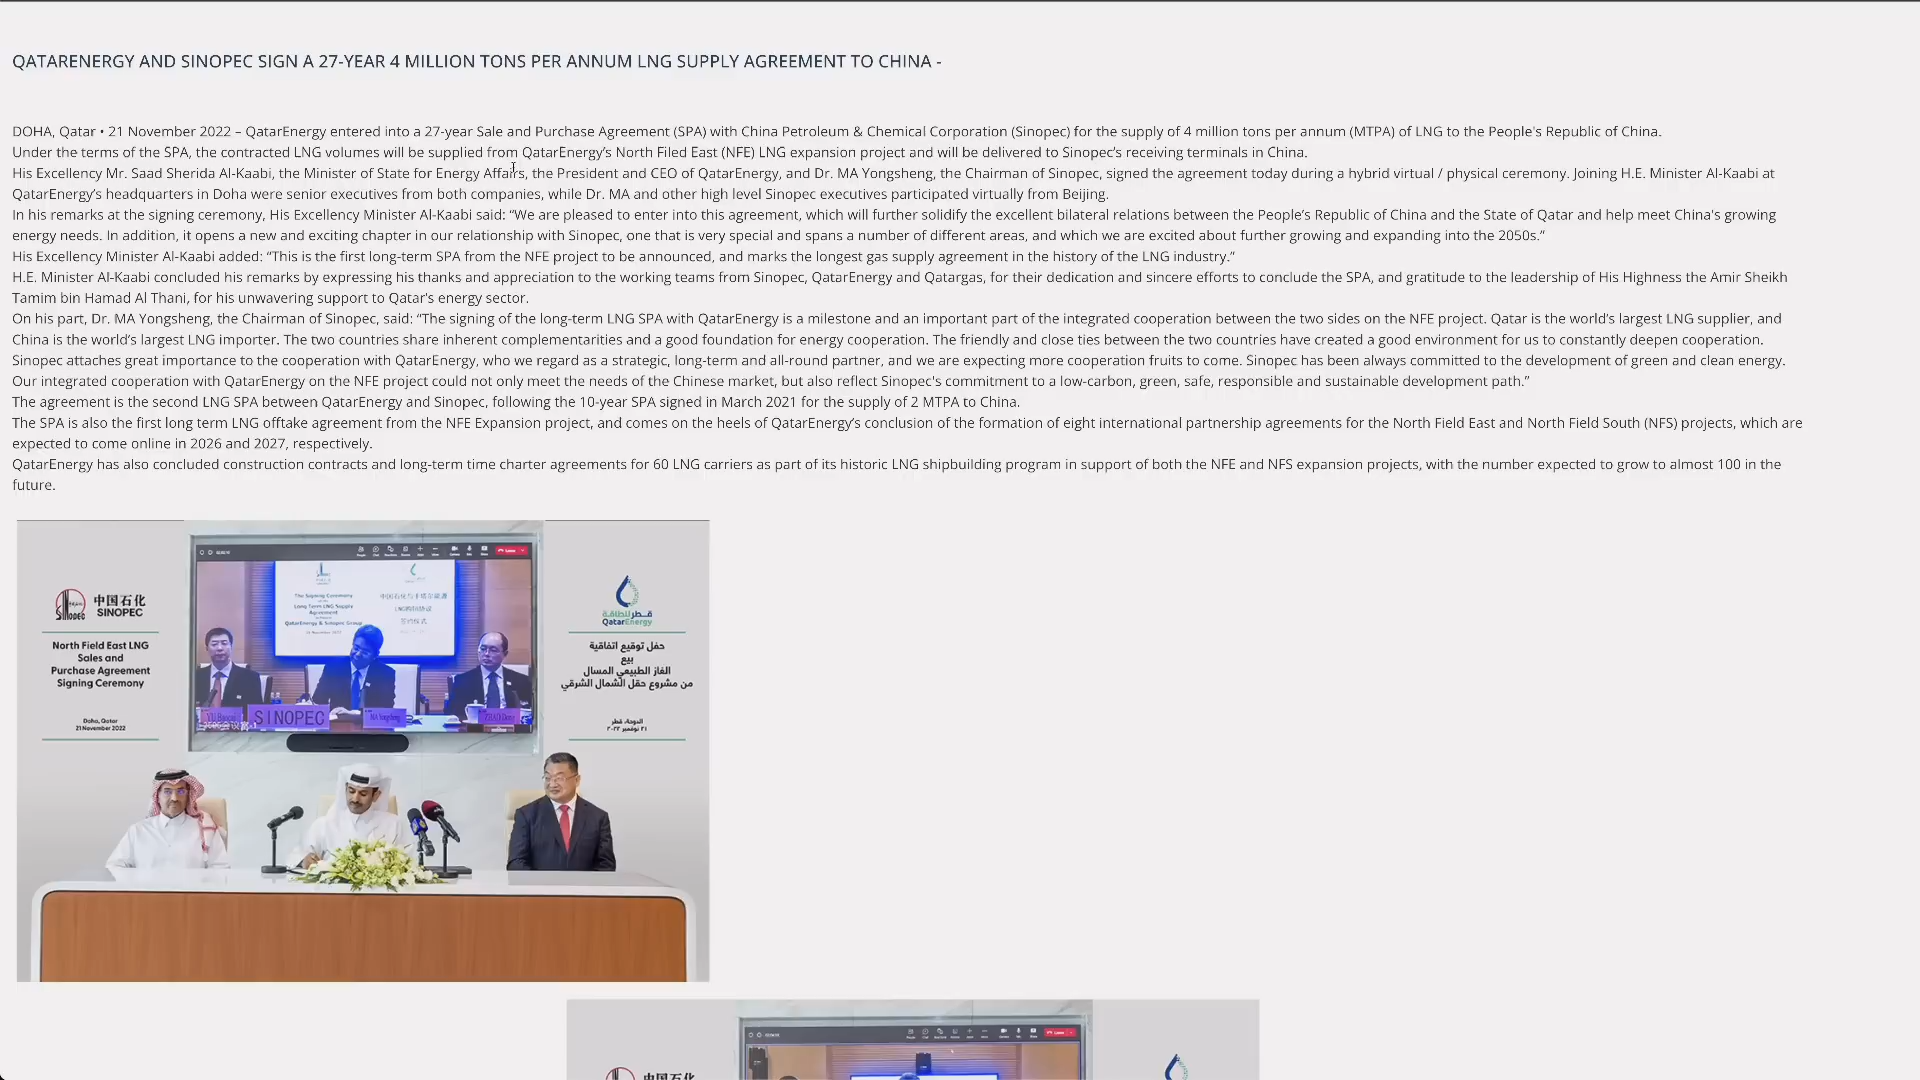 QATARENERGY AND SINOPEC SIGN A 27-YEAR 4 MILLION TONS PER ANNUM LNG SUPPLY AGREEMENT TO CHINA -
DOHA, Qatar • 21 November 2022 – QatarEnergy entered into a 27-year Sale and Purchase Agreement (SPA) with China Petroleum & Chemical Corporation (Sinopec) for the supply of 4 million tons per annum (MTPA) of LNG to the People's Republic of China.
Under the terms of the SPA, the contracted LNG volumes will be supplied from QatarEnergy’s North Filed East (NFE) LNG expansion project and will be delivered to Sinopec’s receiving terminals in China.
His Excellency Mr. Saad Sherida Al-Kaabi, the Minister of State for Energy Affairs, the President and CEO of QatarEnergy, and Dr. MA Yongsheng, the Chairman of Sinopec, signed the agreement today during a hybrid virtual / physical ceremony. Joining H.E. Minister Al-Kaabi at
QatarEnergy’s headquarters in Doha were senior executives from both companies, while Dr. MA and other high level Sinopec executives participated virtually from Beijing.
In his remarks at the signing ceremony, His Excellency Minister Al-Kaabi said: “We are pleased to enter into this agreement, which will further solidify the excellent bilateral relations between the People’s Republic of China and the State of Qatar and help meet China's growing
energy needs. In addition, it opens a new and exciting chapter in our relationship with Sinopec, one that is very special and spans a number of different areas, and which we are excited about further growing and expanding into the 2050s.”
His Excellency Minister Al-Kaabi added: “This is the first long-term SPA from the NFE project to be announced, and marks the longest gas supply agreement in the history of the LNG industry.”
H.E. Minister Al-Kaabi concluded his remarks by expressing his thanks and appreciation to the working teams from Sinopec, QatarEnergy and Qatargas, for their dedication and sincere efforts to conclude the SPA, and gratitude to the leadership of His Highness the Amir Sheikh
Tamim bin Hamad Al Thani, for his unwavering support to Qatar's energy sector.
On his part, Dr. MA Yongsheng, the Chairman of Sinopec, said: “The signing of the long-term LNG SPA with QatarEnergy is a milestone and an important part of the integrated cooperation between the two sides on the NFE project. Qatar is the world's largest LNG supplier, and
China is the world’s largest LNG importer. The two countries share inherent complementarities and a good foundation for energy cooperation. The friendly and close ties between the two countries have created a good environment for us to constantly deepen cooperation.
Sinopec attaches great importance to the cooperation with QatarEnergy, who we regard as a strategic, long-term and all-round partner, and we are expecting more cooperation fruits to come. Sinopec has been always committed to the development of green and clean energy.
Our integrated cooperation with QatarEnergy on the NFE project could not only meet the needs of the Chinese market, but also reflect Sinopec's commitment to a low-carbon, green, safe, responsible and sustainable development path.”
The agreement is the second LNG SPA between QatarEnergy and Sinopec, following the 10-year SPA signed in March 2021 for the supply of 2 MTPA to China.
The SPA is also the first long term LNG offtake agreement from the NFE Expansion project, and comes on the heels of QatarEnergy’s conclusion of the formation of eight international partnership agreements for the North Field East and North Field South (NFS) projects, which are
expected to come online in 2026 and 2027, respectively.
QatarEnergy has also concluded construction contracts and long-term time charter agreements for 60 LNG carriers as part of its historic LNG shipbuilding program in support of both the NFE and NFS expansion projects, with the number expected to grow to almost 100 in the
future.
中国石化
SINOPEC
North Field East LNG
Sales and
Purchase Agreement
Signing Ceremony
Doha, Qatar
21 November 2022
The Signing Ceremony
Long Term LNG Supply
Agreement
QatarEnergy & Sinopec Group
21 November 2022
签约仪式
SINOPEC
MA Yongsheng
قطر للطاقة
QatarEnergy
حفل توقيع اتفاقية
بيع
الغاز الطبيعي المسال
من مشروع حقل الشمال الشرقي
الدوحة، قطر
٢١ نوفمبر ٢٠٢٢
中国石化